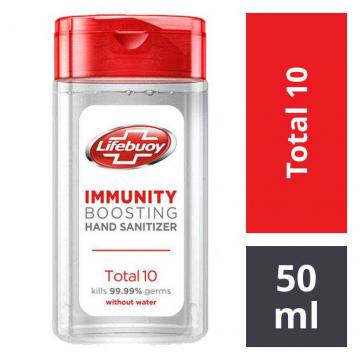 Lifebuoy
IMMUNITY
BOOSTING
HAND SANITIZER
Total 10
kills 99.99% germs
without water
Total 10
50
ml